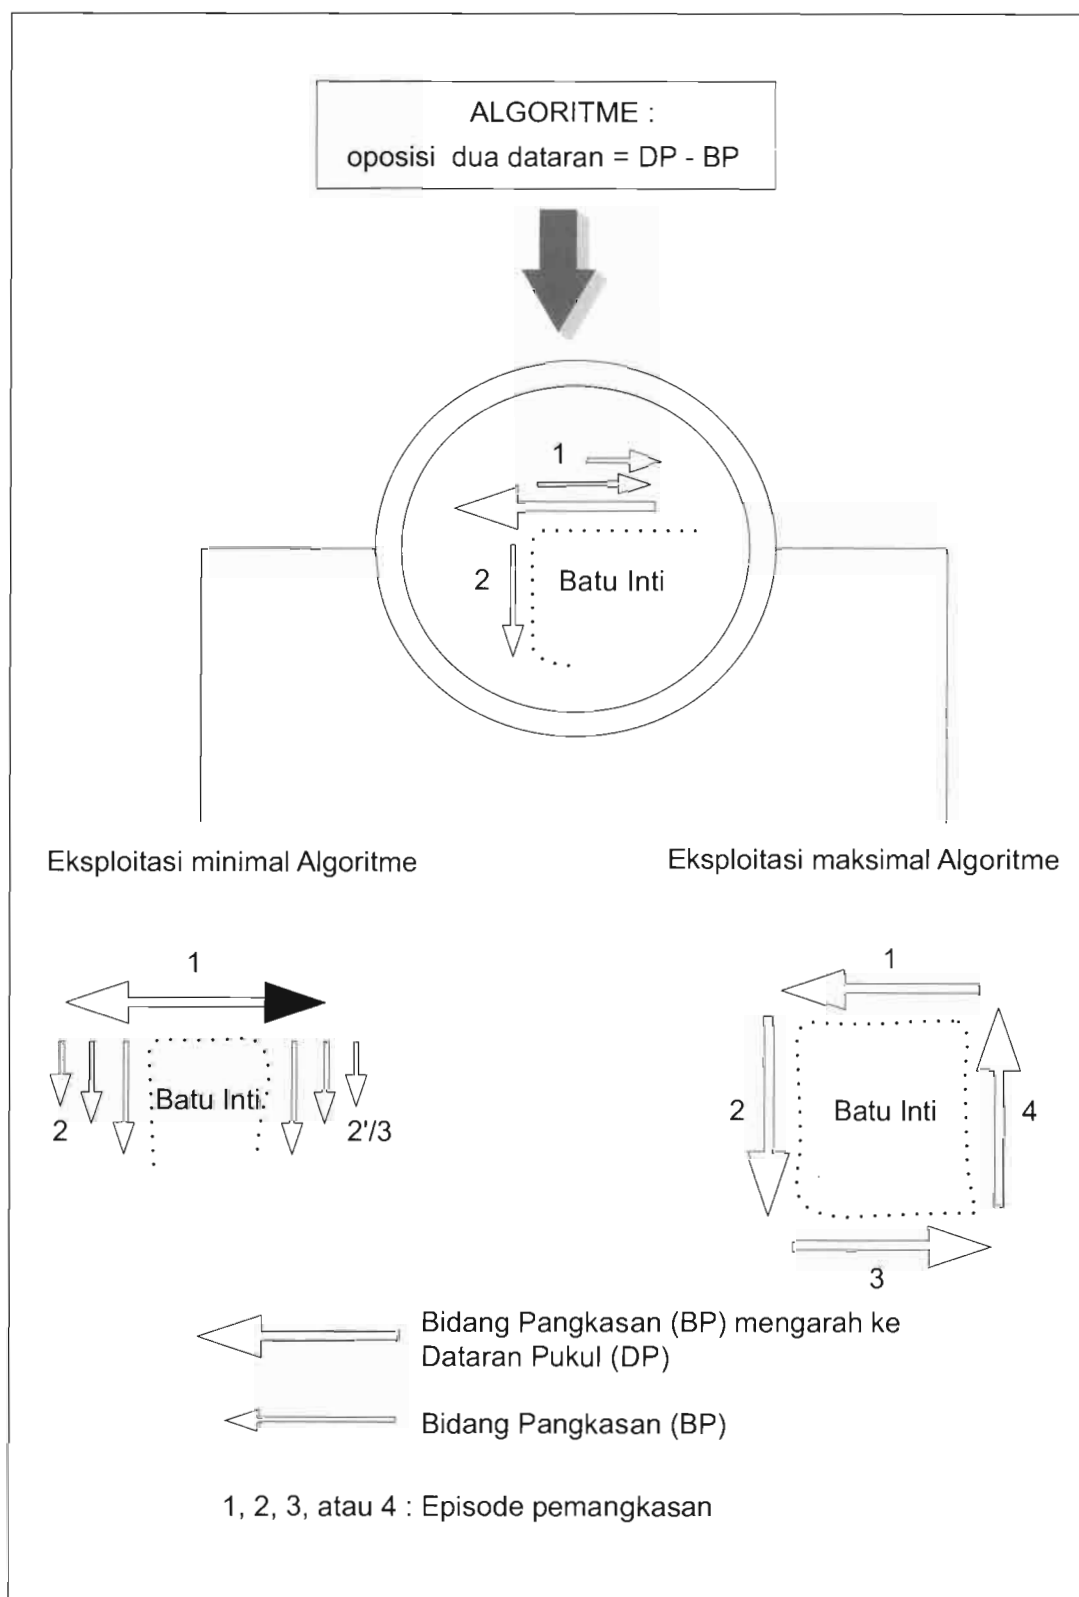 ALGORITME :
oposisi dua dataran = DP - BP
1
2
Batu Inti
Eksploitasi minimal Algoritme
Eksploitasi maksimal Algoritme
1
Batu Inti
2
2'/3
1
2
Batu Inti
4
3
Bidang Pangkasan (BP) mengarah ke
Dataran Pukul (DP)
Bidang Pangkasan (BP)
1, 2, 3, atau 4 : Episode pemangkasan